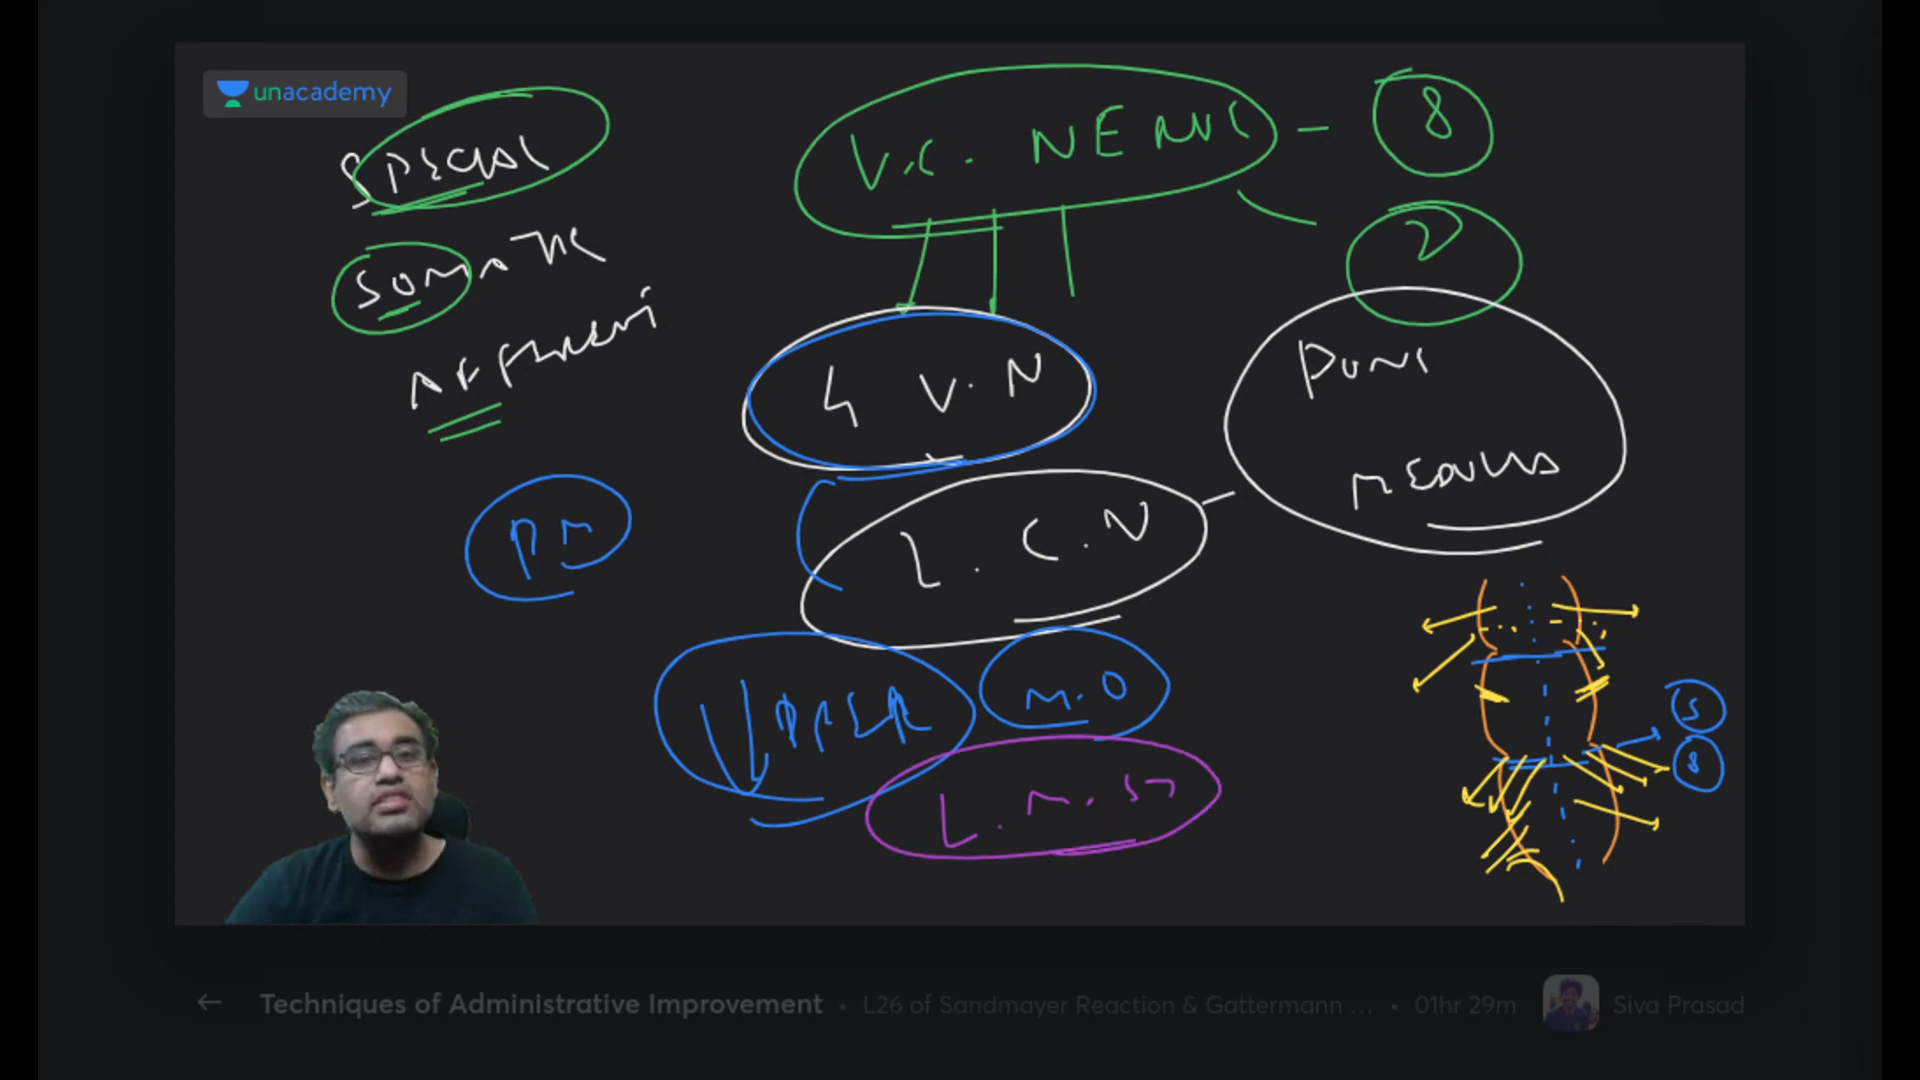 unacademy
SPECIAL
SOMATIC
AFFERENT
V.C. NERVE - 8
2
4 V.N
PONS
MEDULLA
L. C. N
PM
UPPER M.O
L. M.
5
8
← Techniques of Administrative Improvement • L26 of Sandmayer Reaction & Gattermann ... • 01hr 29m Siva Prasad